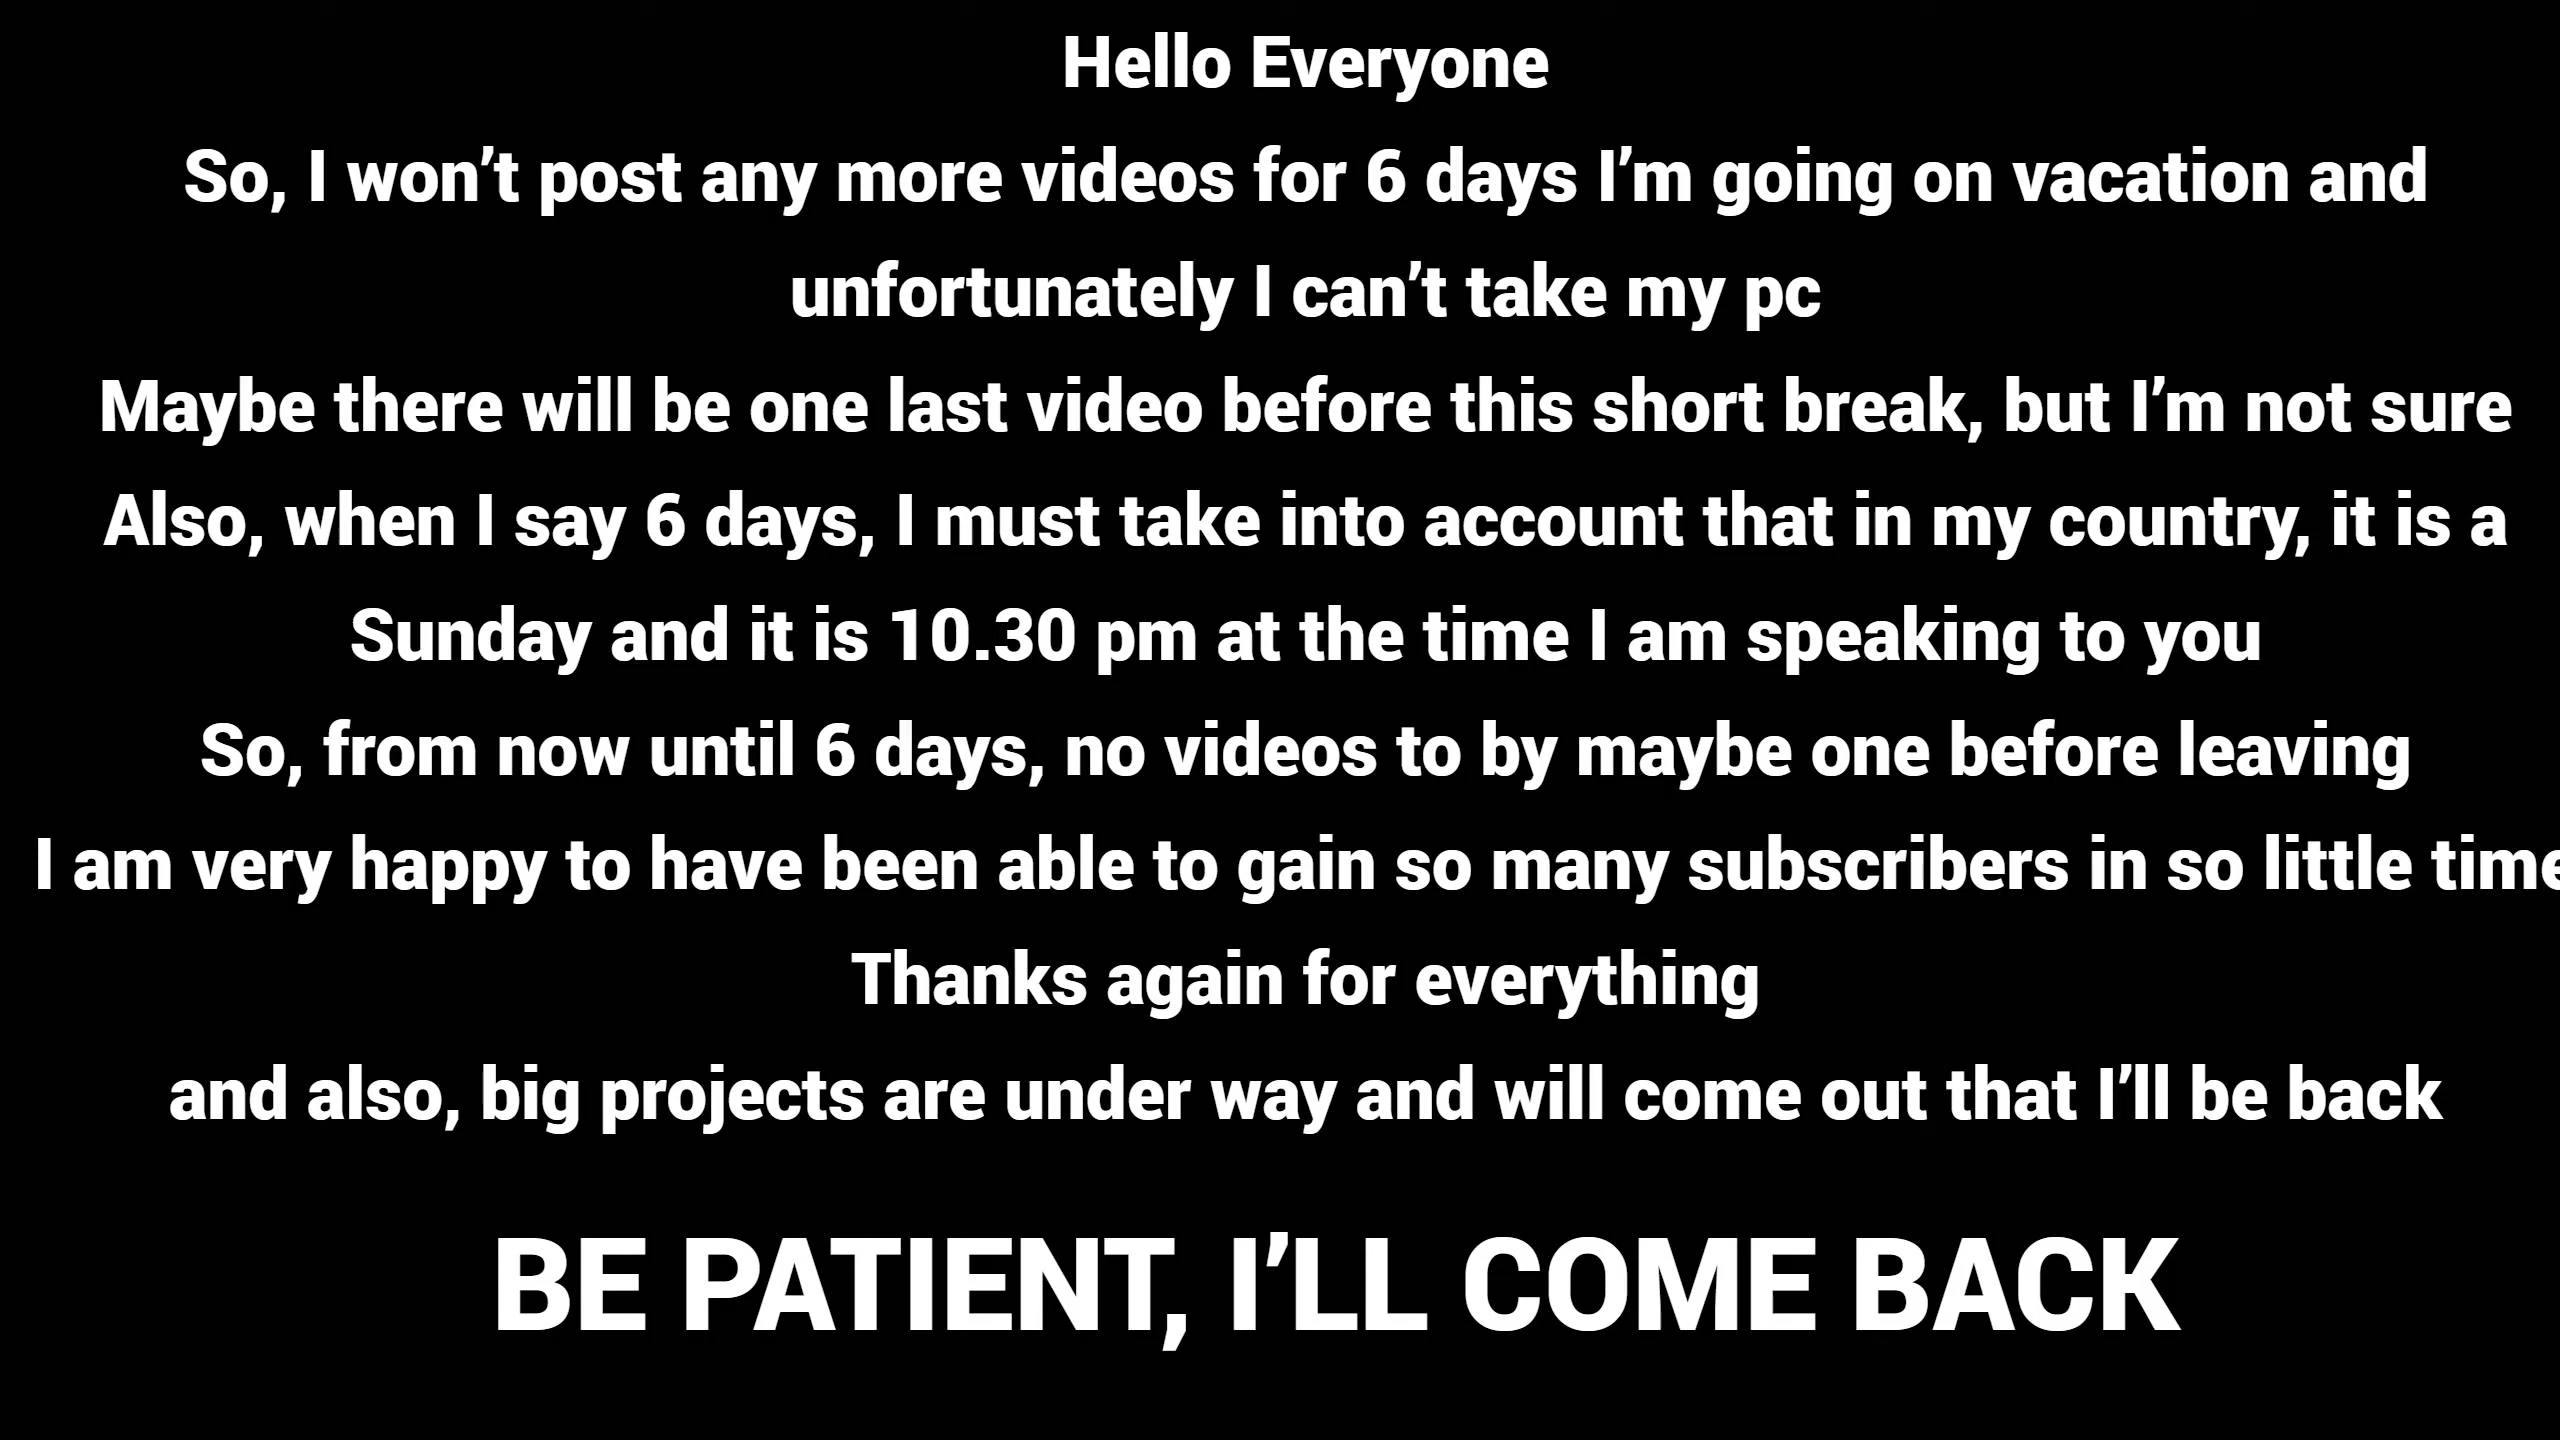 Hello Everyone
So, I won’t post any more videos for 6 days I’m going on vacation and
unfortunately I can’t take my pc
Maybe there will be one last video before this short break, but I’m not sure
Also, when I say 6 days, I must take into account that in my country, it is a
Sunday and it is 10.30 pm at the time I am speaking to you
So, from now until 6 days, no videos to by maybe one before leaving
I am very happy to have been able to gain so many subscribers in so little time
Thanks again for everything
and also, big projects are under way and will come out that I’ll be back
BE PATIENT, I’LL COME BACK